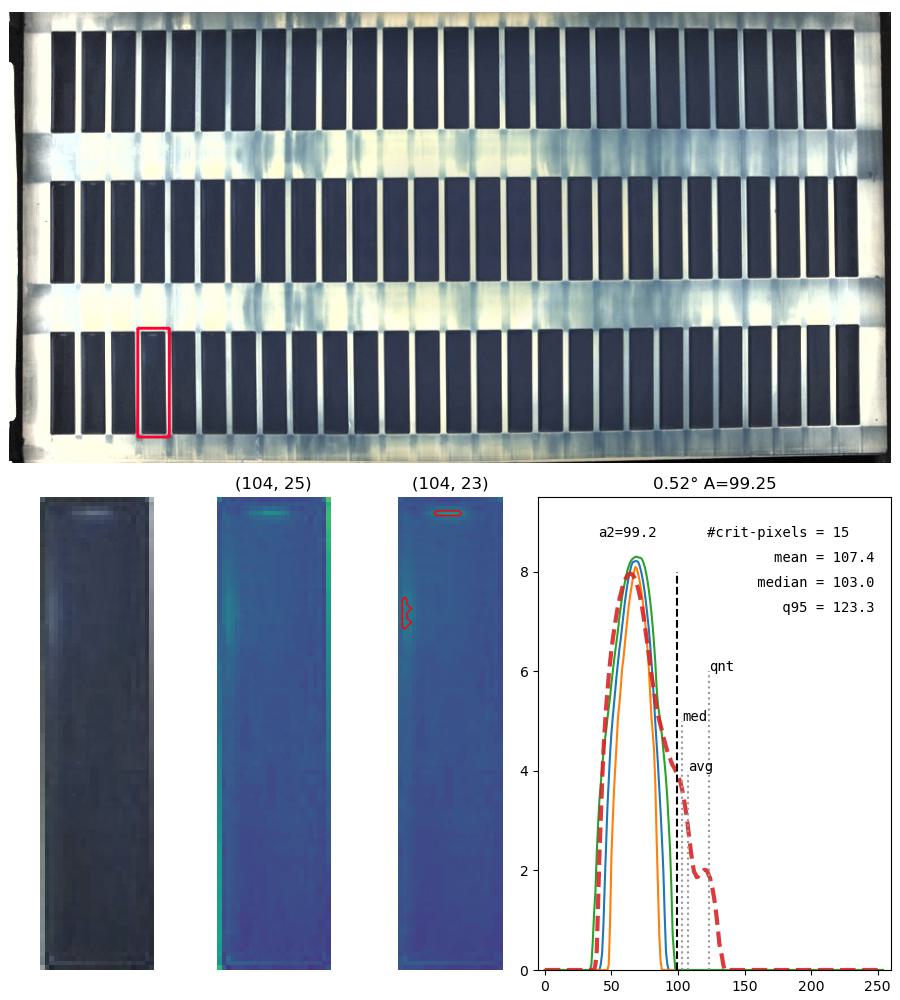 (104, 25)
(104, 23)
0.52° A=99.25
a2=99.2
#crit-pixels = 15
mean = 107.4
median = 103.0
q95 = 123.3
qnt
med
avg
8
6
4
2
0
0
50
100
150
200
250